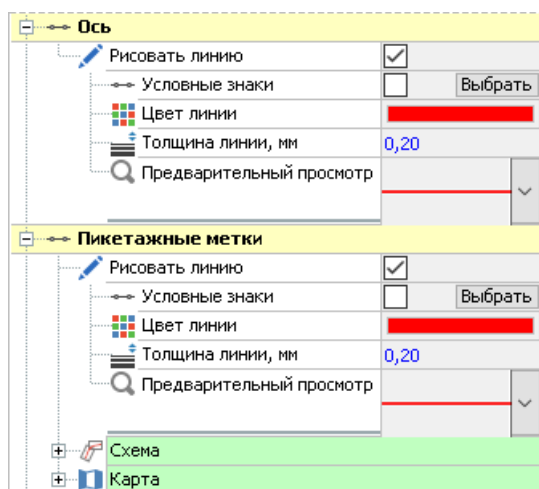 Ось
Рисовать линию
Условные знаки Выбрать
Цвет линии
Толщина линии, мм 0,20
Предварительный просмотр
Пикетажные метки
Рисовать линию
Условные знаки Выбрать
Цвет линии
Толщина линии, мм 0,20
Предварительный просмотр
Схема
Карта